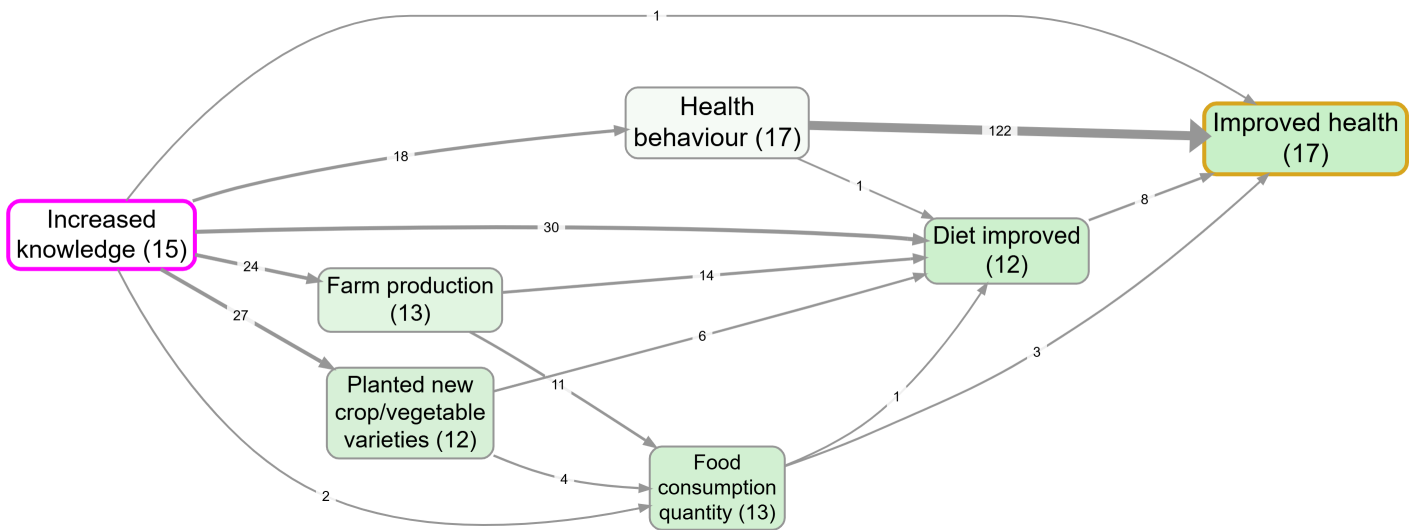 1
Health
behaviour (17)
122
Improved health
(17)
18
1
8
Increased
knowledge (15)
30
Diet improved
(12)
24
Farm production
(13)
14
27
6
3
Planted new
crop/vegetable
varieties (12)
11
1
4
Food
consumption
quantity (13)
2